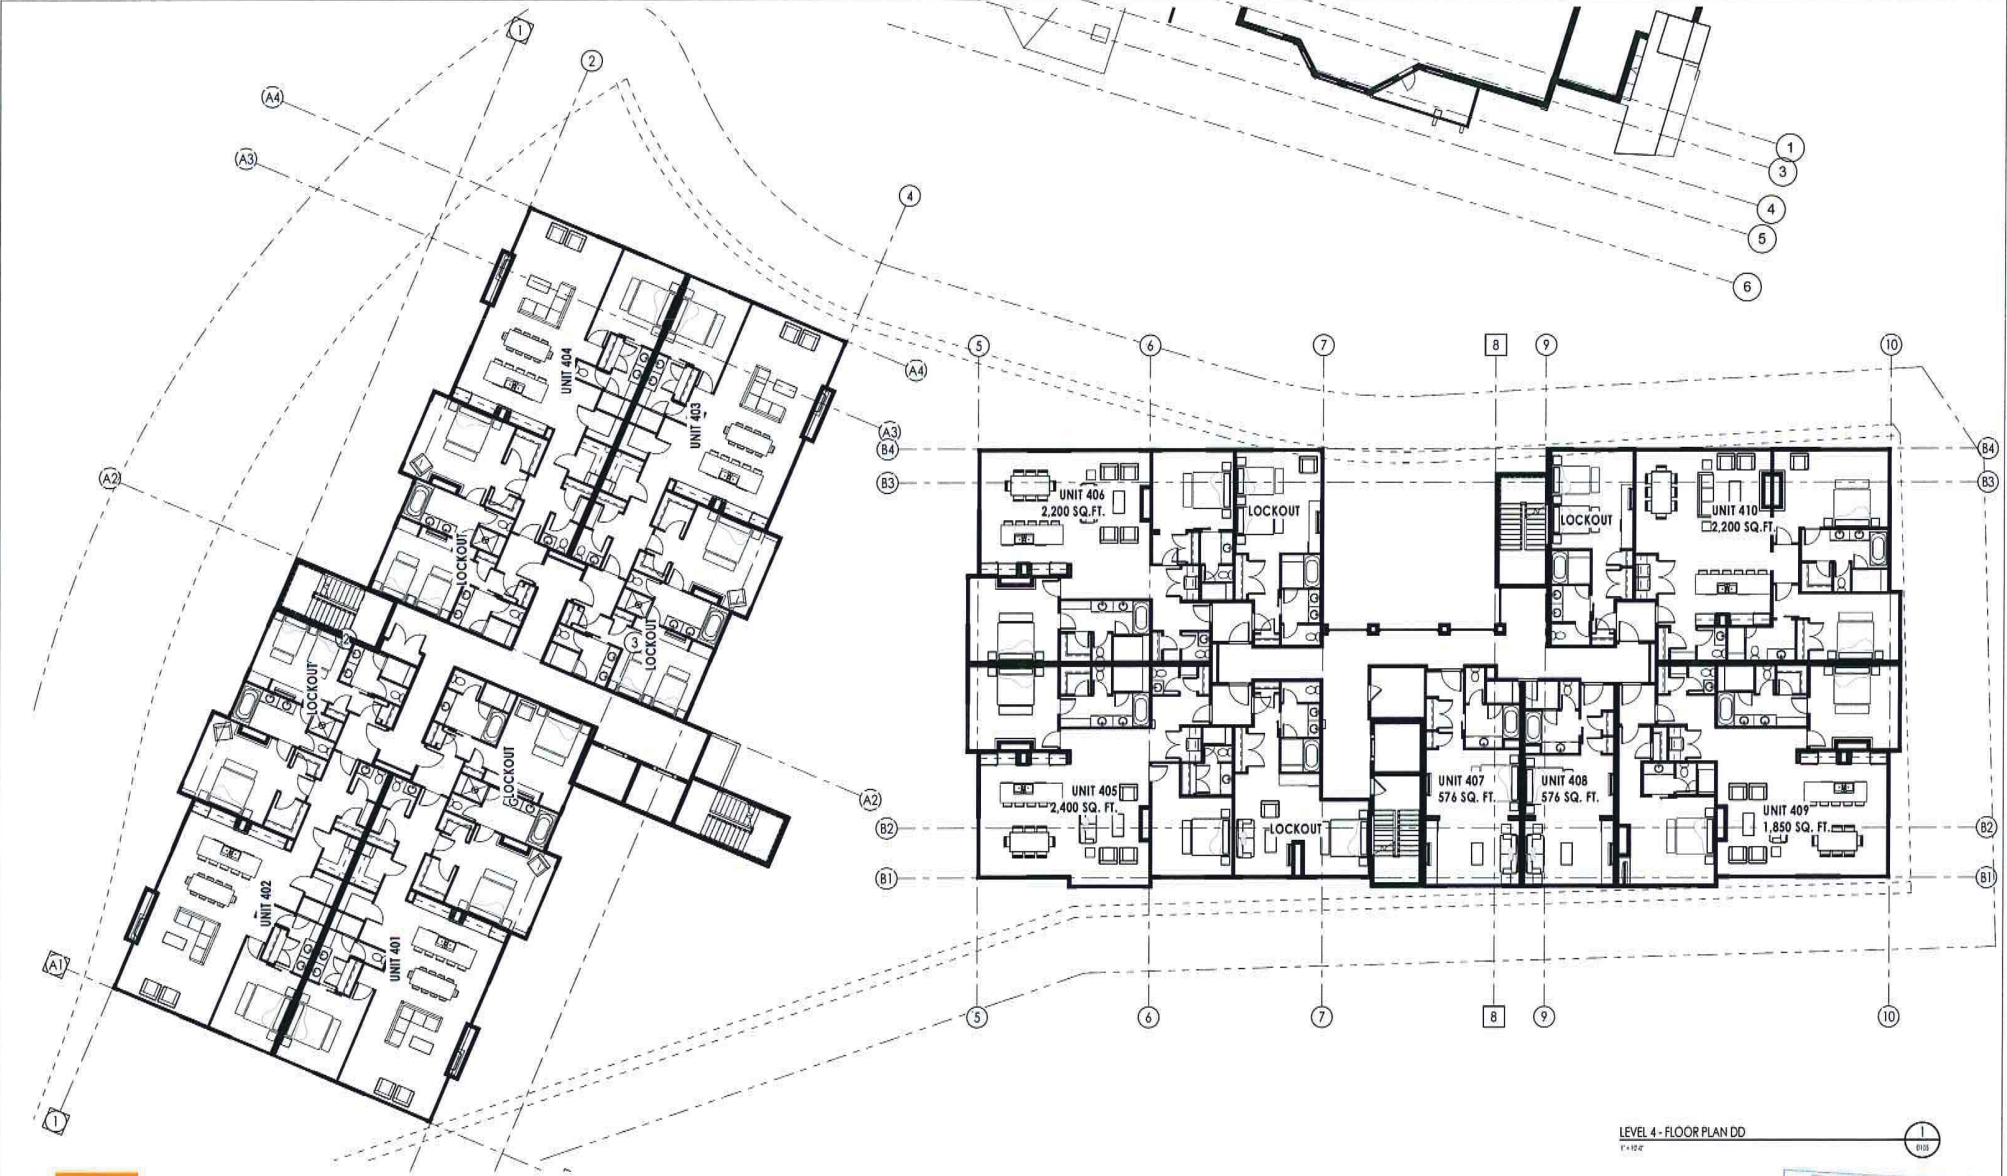 1
2
A4
A3
4
1
3
4
5
6
A4
A3
A2
UNIT 404
UNIT 403
LOCKOUT
LOCKOUT
2
3
LOCKOUT
LOCKOUT
UNIT 402
UNIT 401
A2
A1
1
5
6
7
8
9
10
B4
B3
B4
B3
UNIT 406
2,200 SQ.FT.
LOCKOUT
LOCKOUT
UNIT 410
2,200 SQ.FT.
UNIT 405
2,400 SQ. FT.
LOCKOUT
UNIT 407
576 SQ. FT.
UNIT 408
576 SQ. FT.
UNIT 409
1,850 SQ. FT.
B2
B1
B2
B1
5
6
7
8
9
10
LEVEL 4 - FLOOR PLAN DD
1